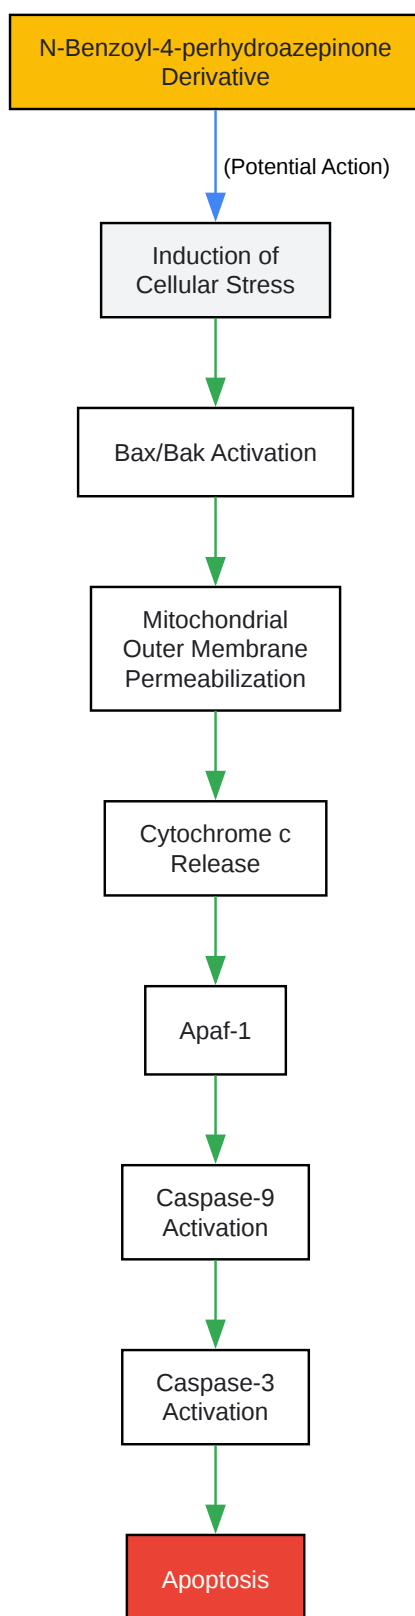 N-Benzoyl-4-perhydroazepinone
Derivative
(Potential Action)
Induction of
Cellular Stress
Bax/Bak Activation
Mitochondrial
Outer Membrane
Permeabilization
Cytochrome c
Release
Apaf-1
Caspase-9
Activation
Caspase-3
Activation
Apoptosis